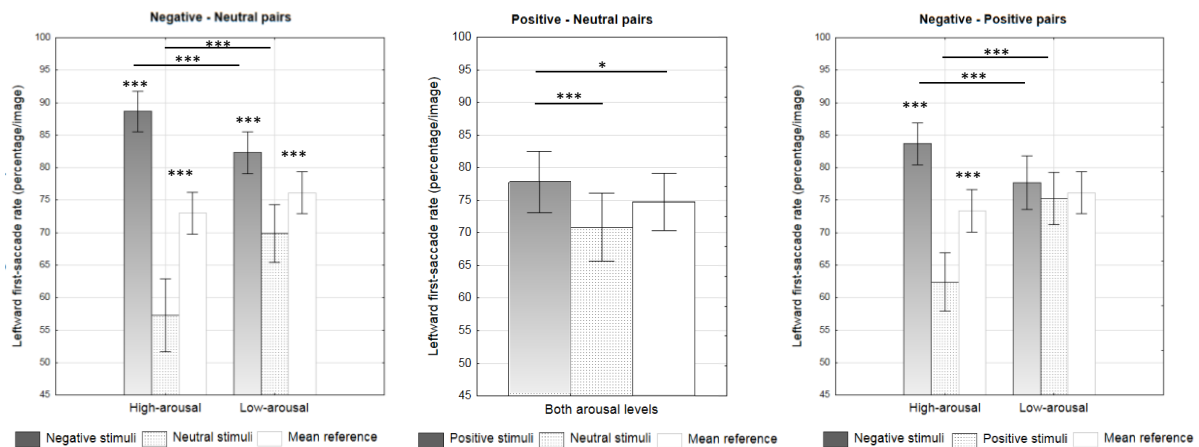 Negative - Neutral pairs
Leftward first-saccade rate (percentage/image)
100
95
90
85
80
75
70
65
60
55
50
45
***
***
***
***
***
***
High-arousal
Low-arousal
Negative stimuli
Neutral stimuli
Mean reference
Positive - Neutral pairs
Leftward first-saccade rate (percentage/image)
100
95
90
85
80
75
70
65
60
55
50
45
*
***
Both arousal levels
Positive stimuli
Neutral stimuli
Mean reference
Negative - Positive pairs
Leftward first-saccade rate (percentage/image)
100
95
90
85
80
75
70
65
60
55
50
45
***
***
***
***
High-arousal
Low-arousal
Negative stimuli
Positive stimuli
Mean reference